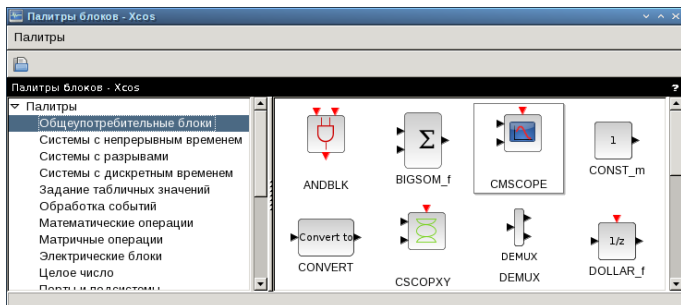 Палитры блоков - Xcos
Палитры
Палитры блоков - Xcos ?
Палитры
Общеупотребительные блоки
Системы с непрерывным временем
Системы с разрывами
Системы с дискретным временем
Задание табличных значений
Обработка событий
Математические операции
Матричные операции
Электрические блоки
Целое число
Порты и подсистемы
ANDBLK
Σ
BIGSOM_f
CMSCOPE
1
CONST_m
Convert to
CONVERT
CSCOPXY
DEMUX
DEMUX
1/z
DOLLAR_f